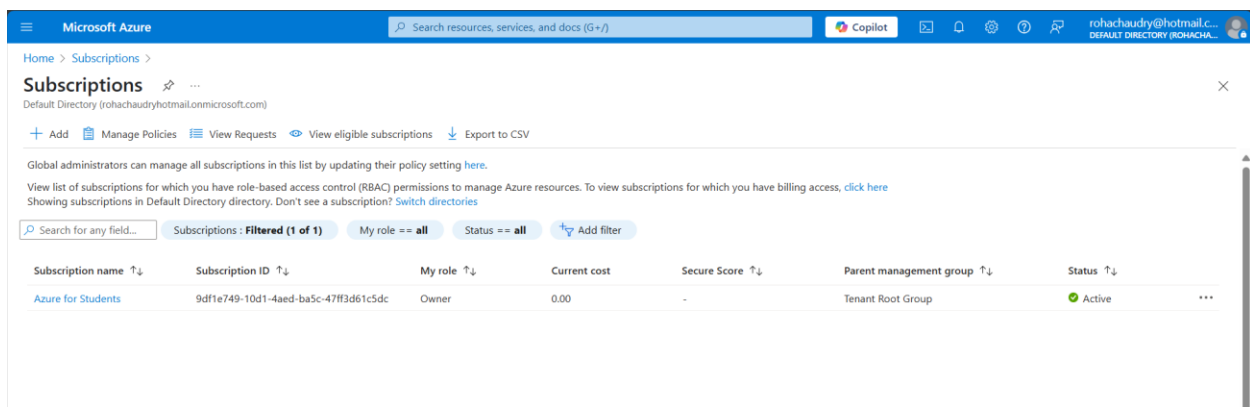 Microsoft Azure
Search resources, services, and docs (G+/)
Copilot
rohachaudry@hotmail.c...
DEFAULT DIRECTORY (ROHACHA...
Home > Subscriptions >
Subscriptions ...
Default Directory (rohachaudryhotmail.onmicrosoft.com)
+ Add Manage Policies View Requests View eligible subscriptions Export to CSV
Global administrators can manage all subscriptions in this list by updating their policy setting here.
View list of subscriptions for which you have role-based access control (RBAC) permissions to manage Azure resources. To view subscriptions for which you have billing access, click here
Showing subscriptions in Default Directory directory. Don't see a subscription? Switch directories
Search for any field... Subscriptions : Filtered (1 of 1) My role == all Status == all Add filter
Subscription name ↑↓ Subscription ID ↑↓ My role ↑↓ Current cost Secure Score ↑↓ Parent management group ↑↓ Status ↑↓
Azure for Students 9df1e749-10d1-4aed-ba5c-47ff3d61c5dc Owner 0.00 - Tenant Root Group Active ...